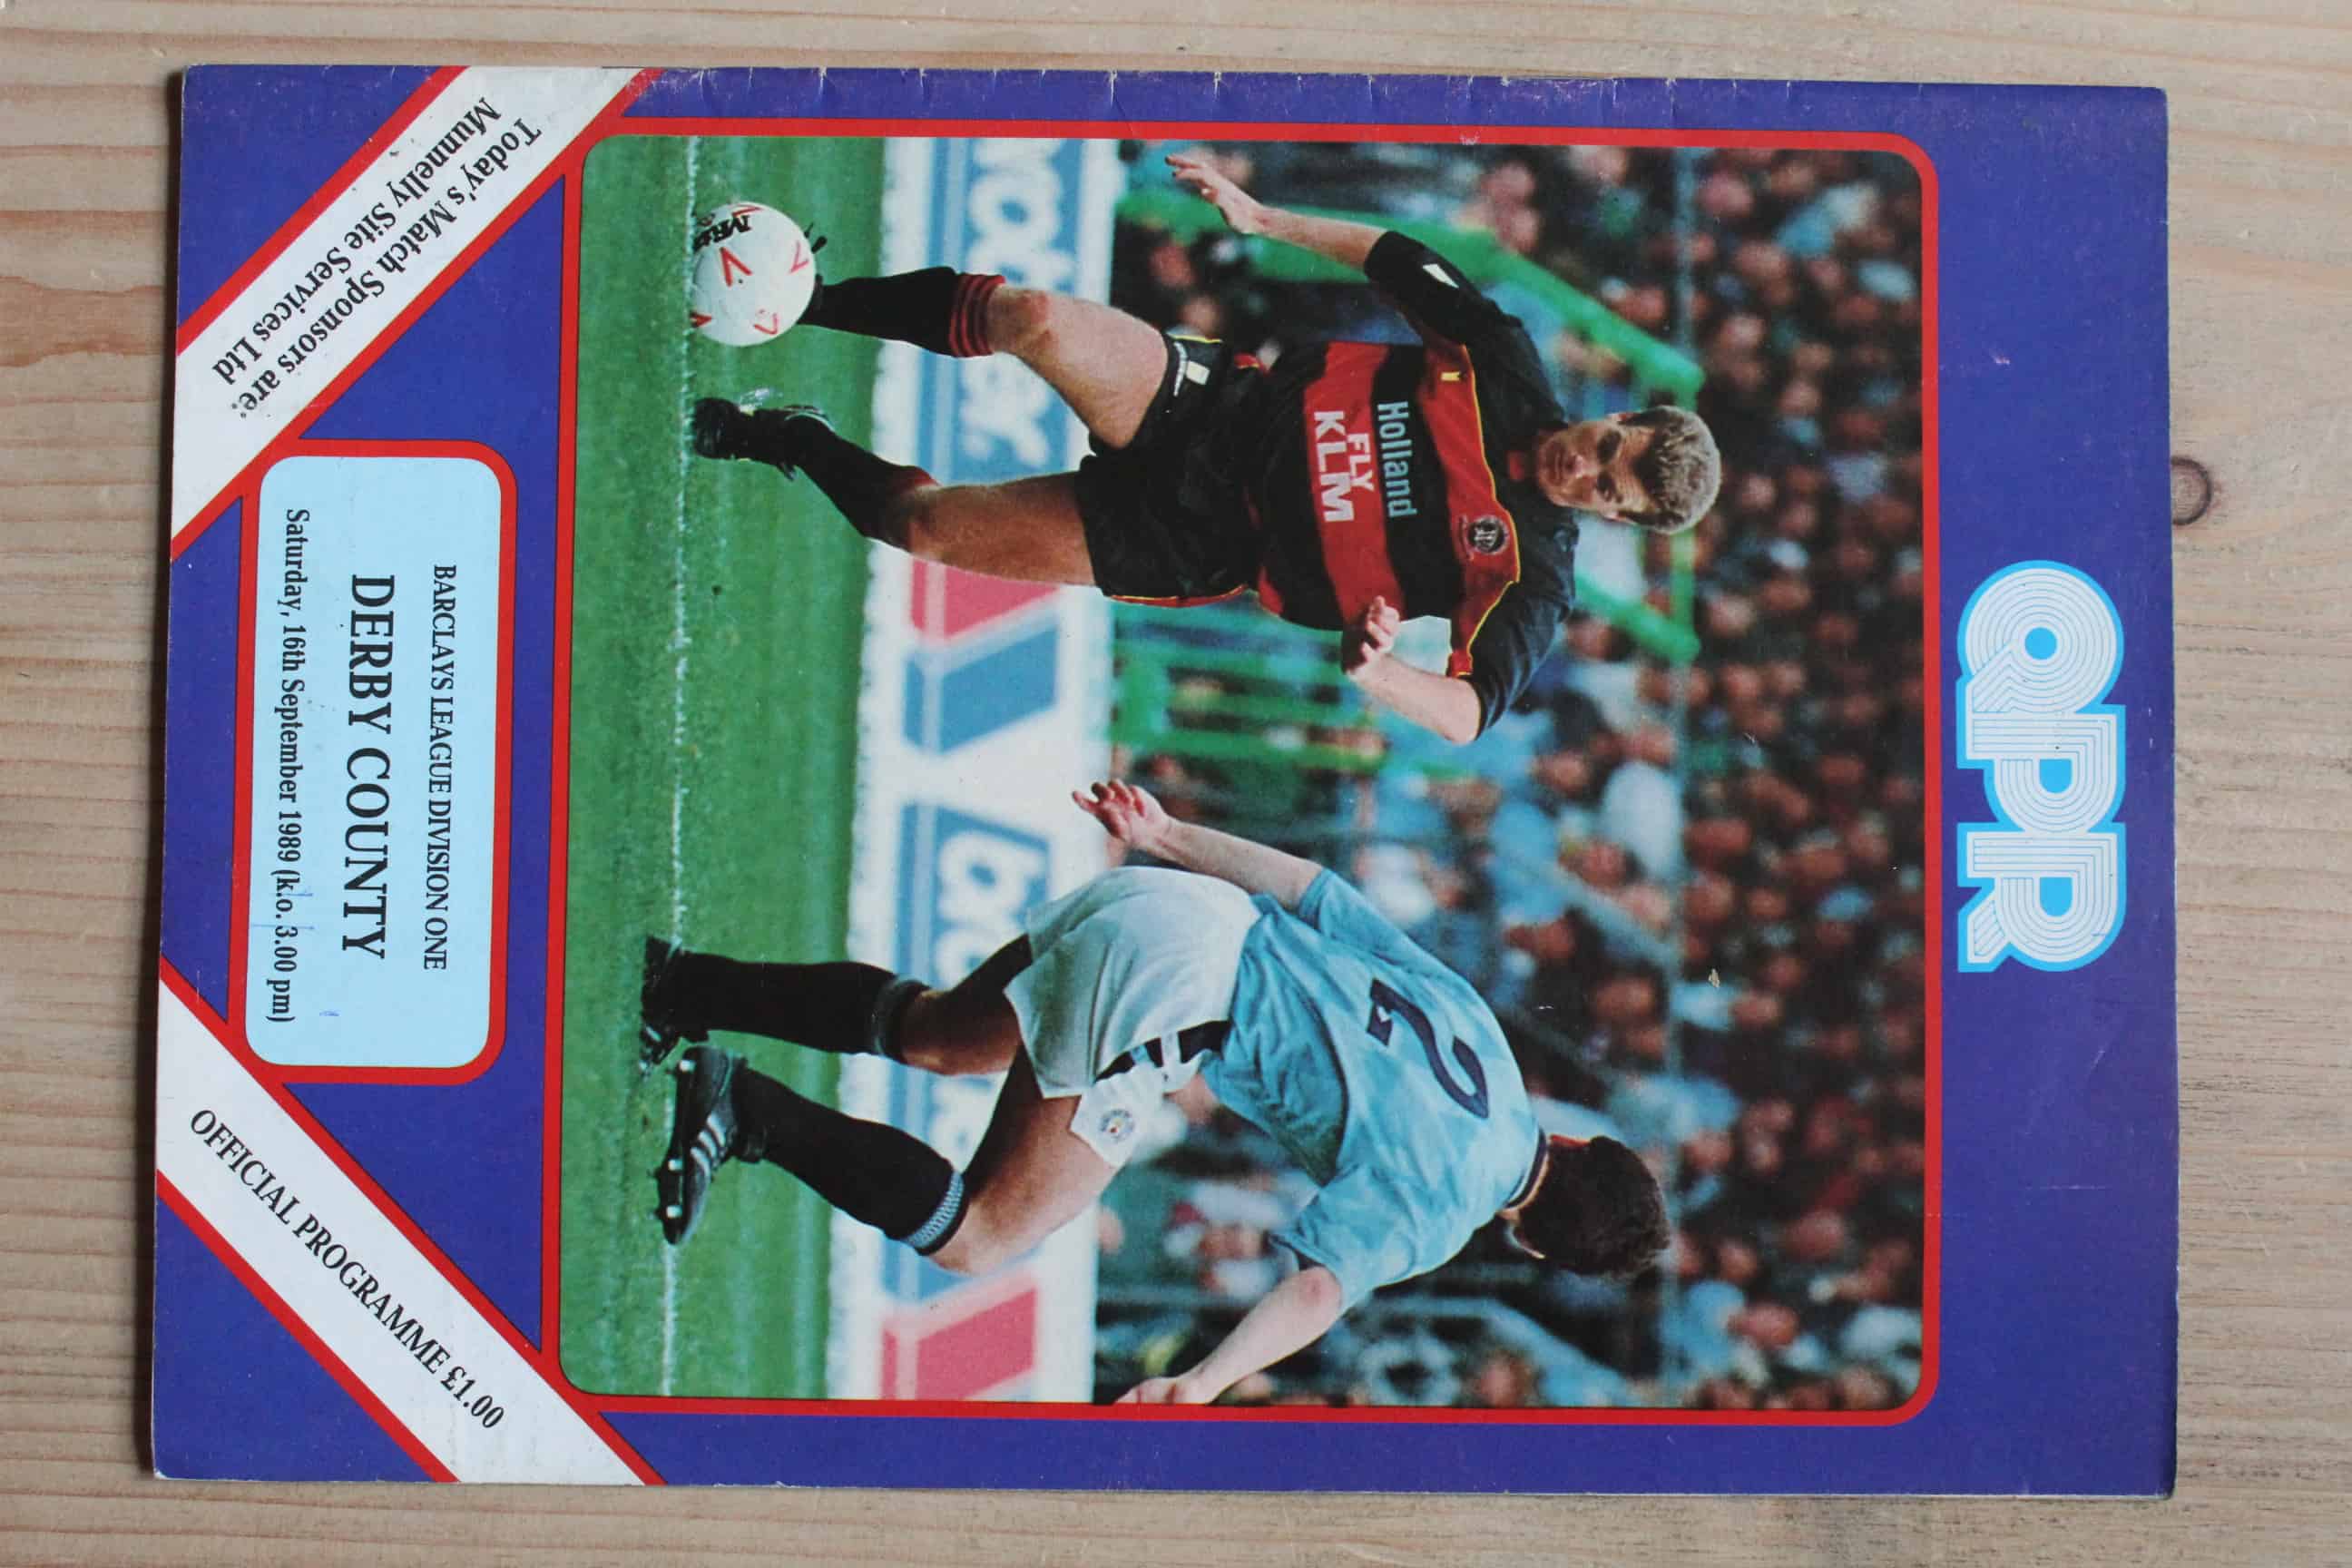 QPR
Holland
FLY
KLM
2
brother
BARCLAYS LEAGUE DIVISION ONE
DERBY COUNTY
Saturday, 16th September 1989 (k.o. 3.00 pm)
Today's Match Sponsors are:
Munnelly Site Services Ltd
OFFICIAL PROGRAMME £1.00